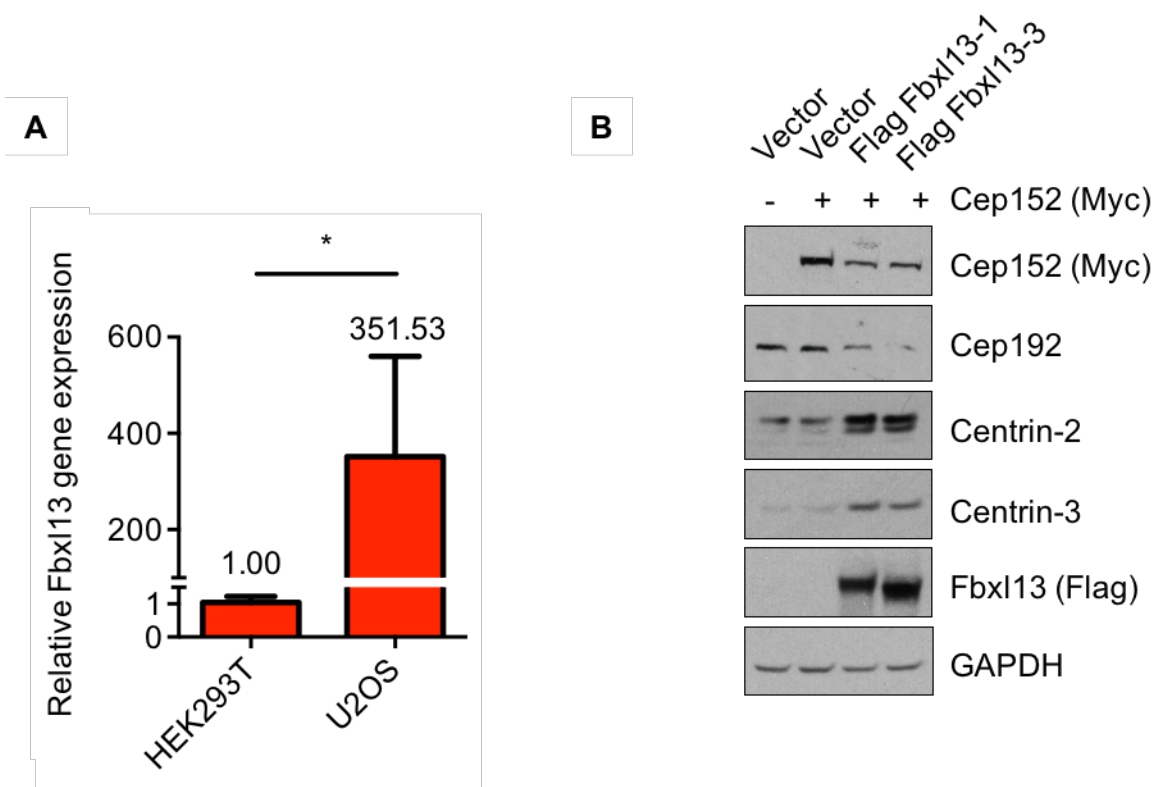 A
B
Vector
Vector
Flag Fbxl13-1
Flag Fbxl13-3
- + + + Cep152 (Myc)
Cep152 (Myc)
Cep192
Centrin-2
Centrin-3
Fbxl13 (Flag)
GAPDH
Relative Fbxl13 gene expression
*
600
400
200
1
0
351.53
1.00
HEK293T
U2OS